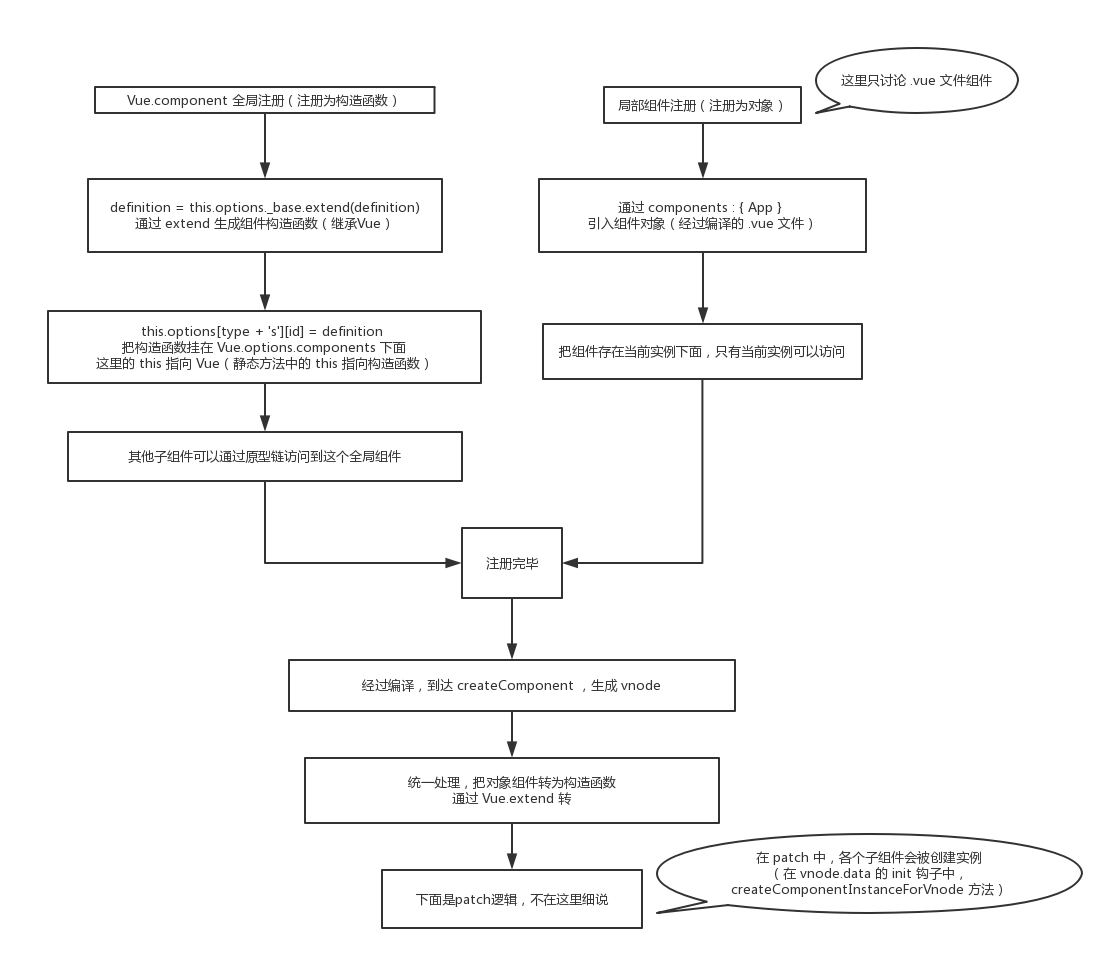 Vue.component 全局注册（注册为构造函数）
definition = this.options._base.extend(definition)
通过 extend 生成组件构造函数（继承Vue）
this.options[type + 's'][id] = definition
把构造函数挂在 Vue.options.components 下面
这里的 this 指向 Vue（静态方法中的 this 指向构造函数）
其他子组件可以通过原型链访问到这个全局组件
这里只讨论 .vue 文件组件
局部组件注册（注册为对象）
通过 components : { App }
引入组件对象（经过编译的 .vue 文件）
把组件存在当前实例下面，只有当前实例可以访问
注册完毕
经过编译，到达 createComponent ，生成 vnode
统一处理，把对象组件转为构造函数
通过 Vue.extend 转
下面是patch逻辑，不在这里细说
在 patch 中，各个子组件会被创建实例
（在 vnode.data 的 init 钩子中，
createComponentInstanceForVnode 方法）